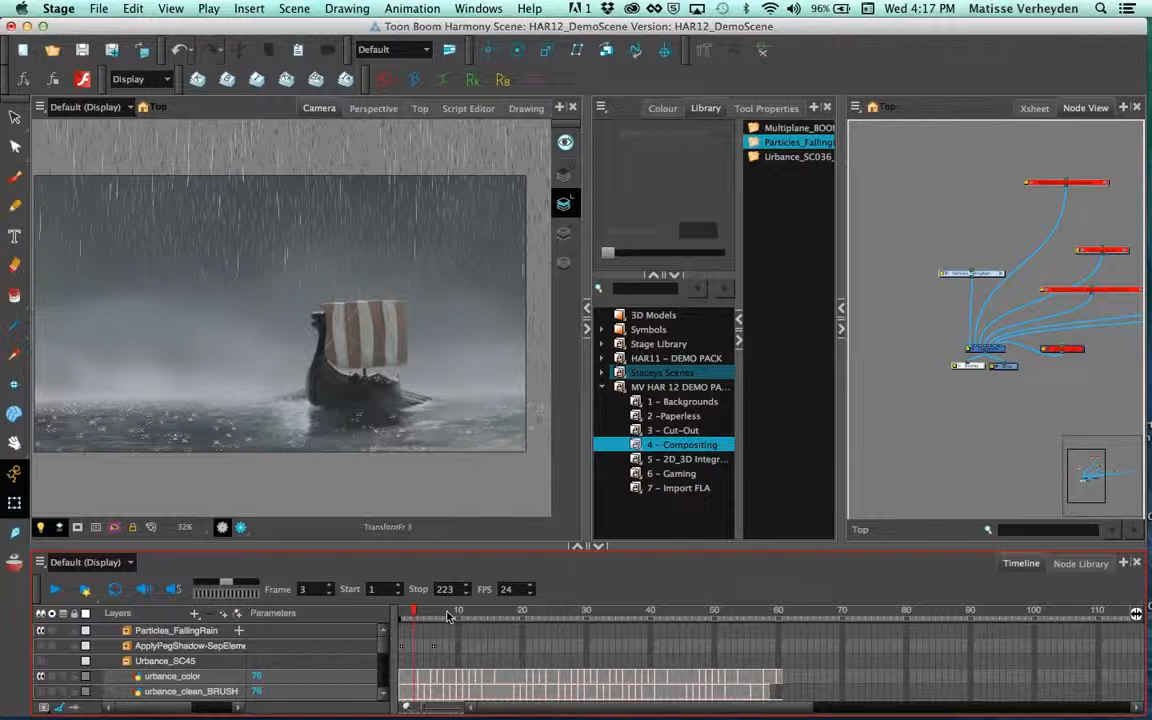 Stage File Edit View Play Insert Scene Drawing Animation Windows Help 1 96% Wed 4:17 PM Matisse Verheyden
Toon Boom Harmony Scene: HAR12_DemoScene Version: HAR12_DemoScene
Default
Display
Default (Display) Top Camera Perspective Top Script Editor Drawing
Colour Library Tool Properties
Top Xsheet Node View
Multiplane_BOO
Particles_Falling
Urbance_SC036_
3D Models
Symbols
Stage Library
HAR11 - DEMO PACK
Staceys Scenes
MV HAR 12 DEMO PA...
1 - Backgrounds
2 -Paperless
3 - Cut-Out
4 - Compositing
5 - 2D_3D Integr...
6 - Gaming
7 - Import FLA
32% TransformFr 3
Top
Default (Display) Timeline Node Library
Frame 3 Start 1 Stop 223 FPS 24
Layers Parameters 10 20 30 40 50 60 70 80 90 100 110
Particles_FallingRain
ApplyPegShadow-SepEleme
Urbance_SC45
urbance_color 76
urbance_clean_BRUSH 76